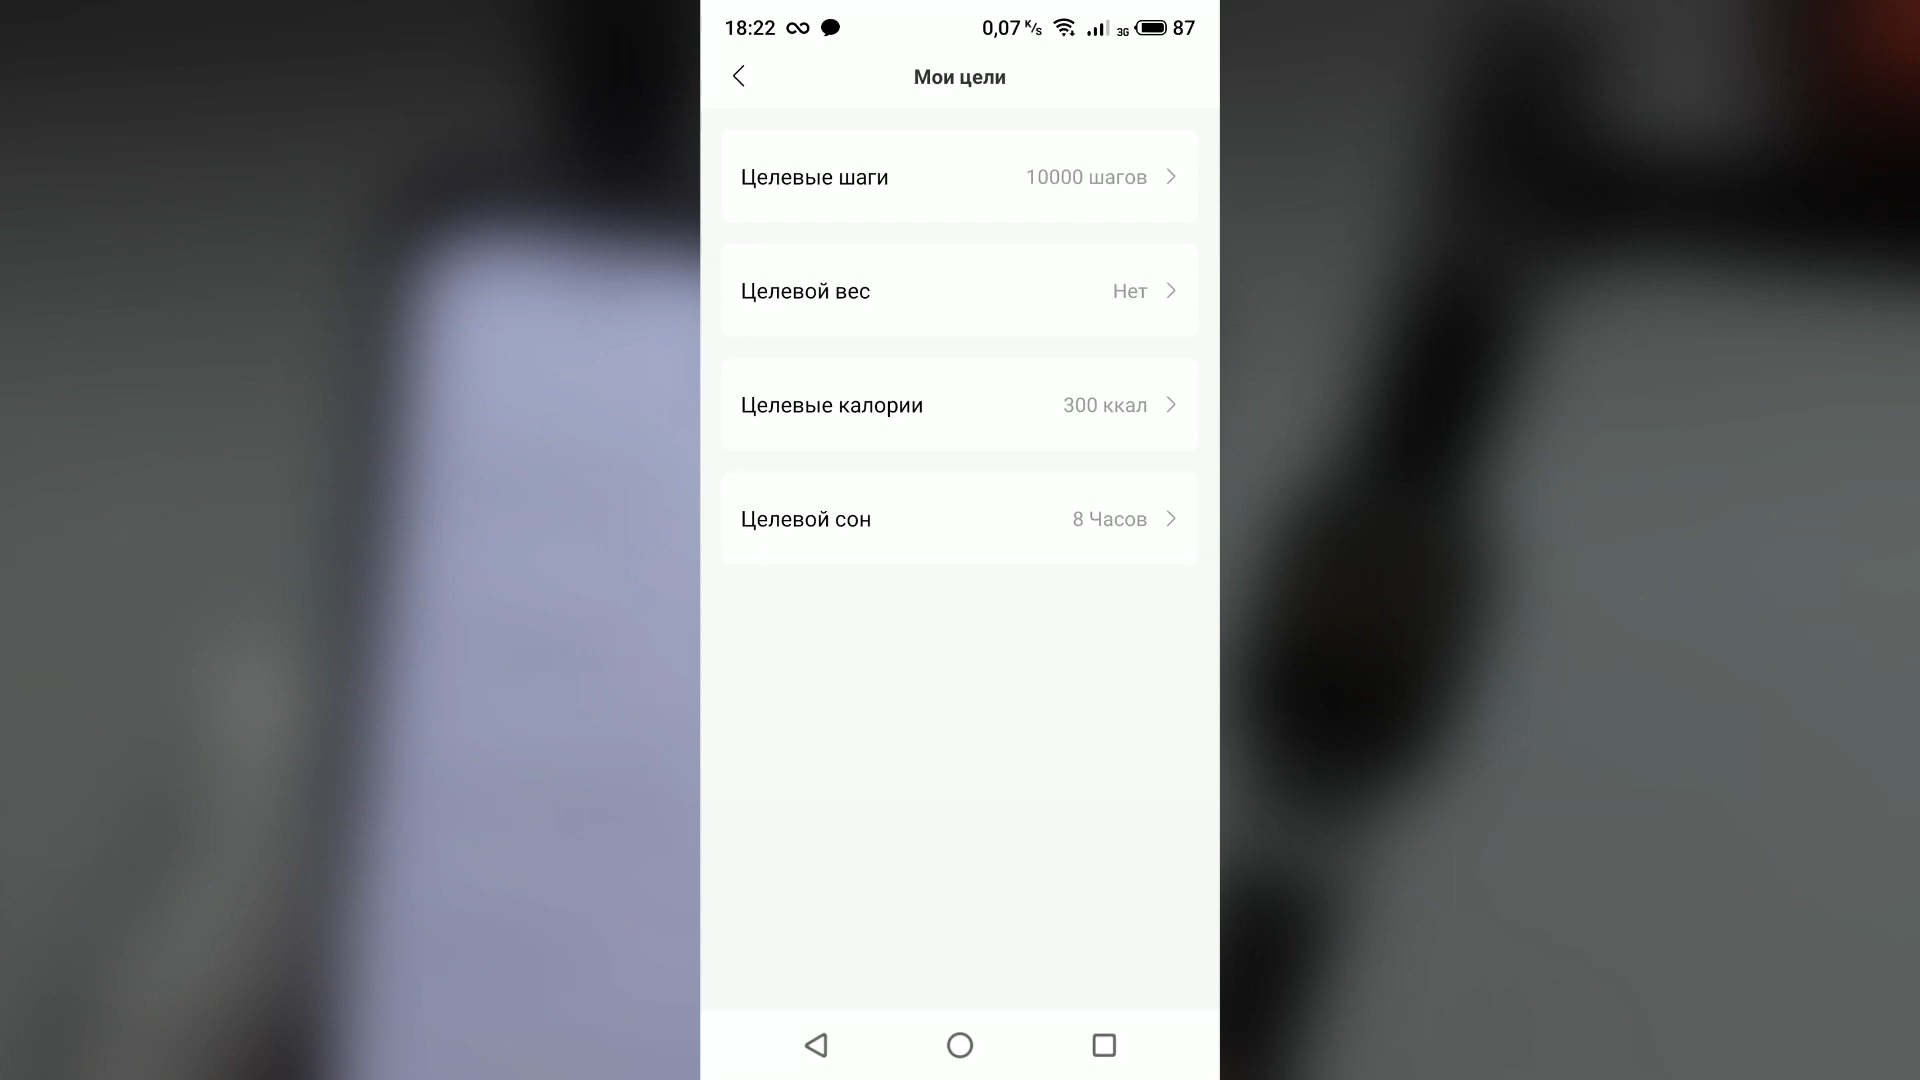 18:22 0,07 K/s 3G 87
Мои цели
Целевые шаги 10000 шагов
Целевой вес Нет
Целевые калории 300 ккал
Целевой сон 8 Часов